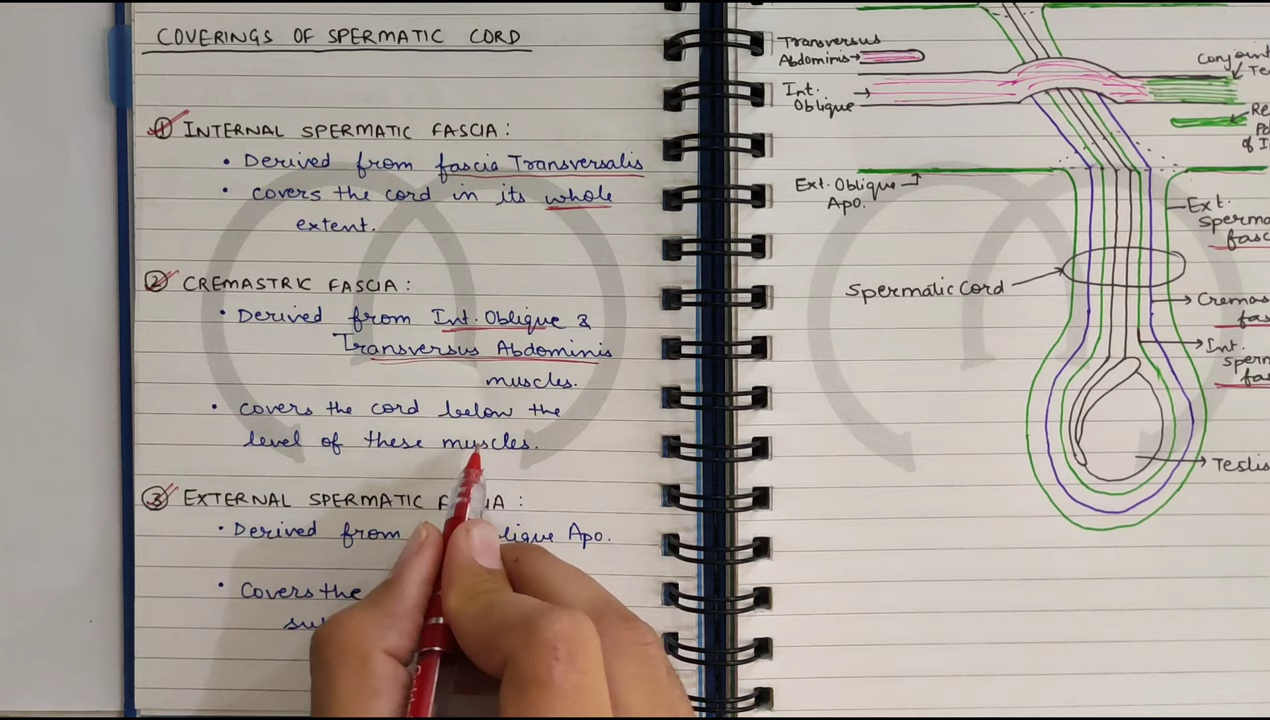 COVERINGS OF SPERMATIC CORD
① INTERNAL SPERMATIC FASCIA:
• Derived from fascia Transversalis
• covers the cord in its whole
extent.
② CREMASTRIC FASCIA:
• Derived from Int. Oblique &
Transversus Abdominis
muscles.
• covers the cord below the
level of these muscles.
③ EXTERNAL SPERMATIC
• Derived from Apo.
• Covers the
Transversus
Abdominis
Int.
Oblique
Ext. Oblique
Apo.
Spermatic Cord
Ext.
Int.